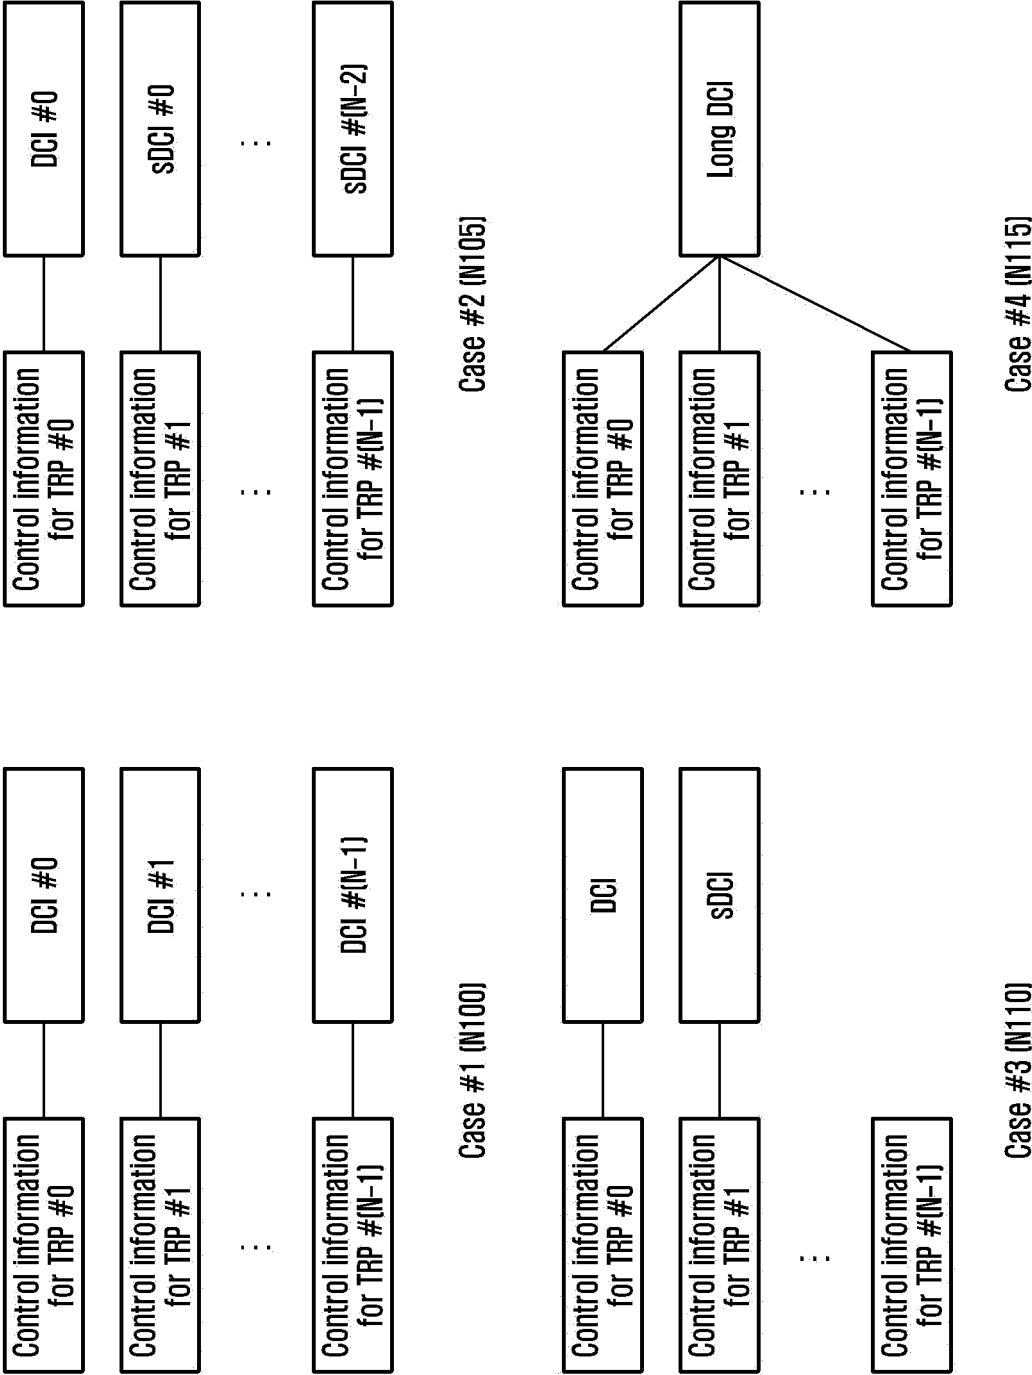 Control information
for TRP #0
DCI #0
Control information
for TRP #1
DCI #1
...
...
Control information
for TRP #(N-1)
DCI #(N-1)
Case #1 (N100)
Control information
for TRP #0
DCI #0
Control information
for TRP #1
sDCI #0
...
...
Control information
for TRP #(N-1)
sDCI #(N-2)
Case #2 (N105)
Control information
for TRP #0
DCI
Control information
for TRP #1
sDCI
...
Control information
for TRP #(N-1)
Case #3 (N110)
Control information
for TRP #0
Control information
for TRP #1
Long DCI
...
Control information
for TRP #(N-1)
Case #4 (N115)